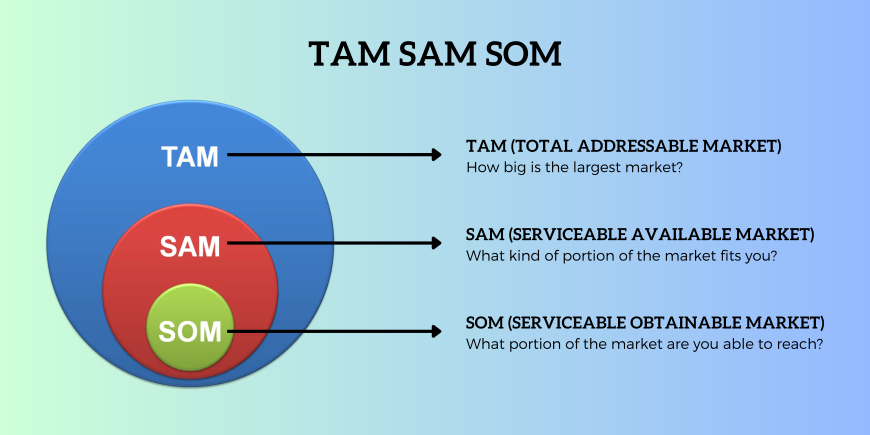 TAM SAM SOM
TAM
TAM (TOTAL ADDRESSABLE MARKET)
How big is the largest market?
SAM
SAM (SERVICEABLE AVAILABLE MARKET)
What kind of portion of the market fits you?
SOM
SOM (SERVICEABLE OBTAINABLE MARKET)
What portion of the market are you able to reach?